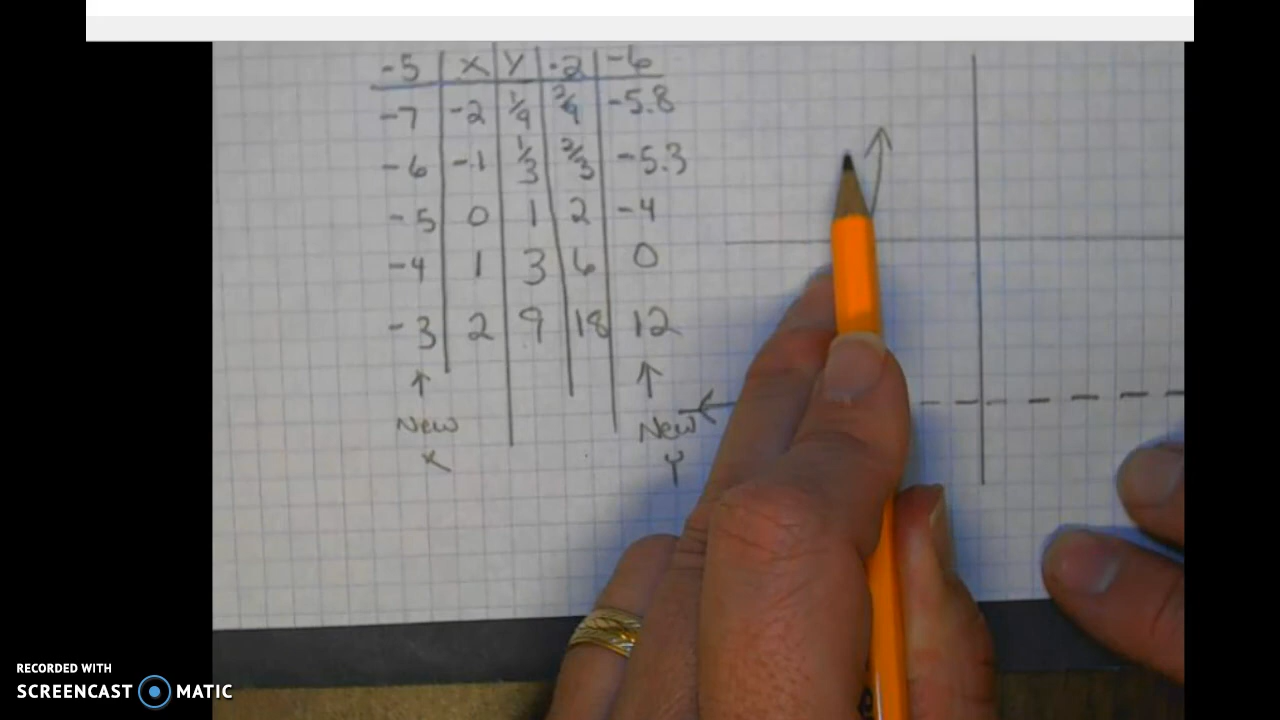 -5 X Y ·2 -6
-7 -2 1/9 2/9 -5.8
-6 -1 1/3 2/3 -5.3
-5 0 1 2 -4
-4 1 3 6 0
-3 2 9 18 12
↑ ↑
New New
X Y
RECORDED WITH
SCREENCAST MATIC